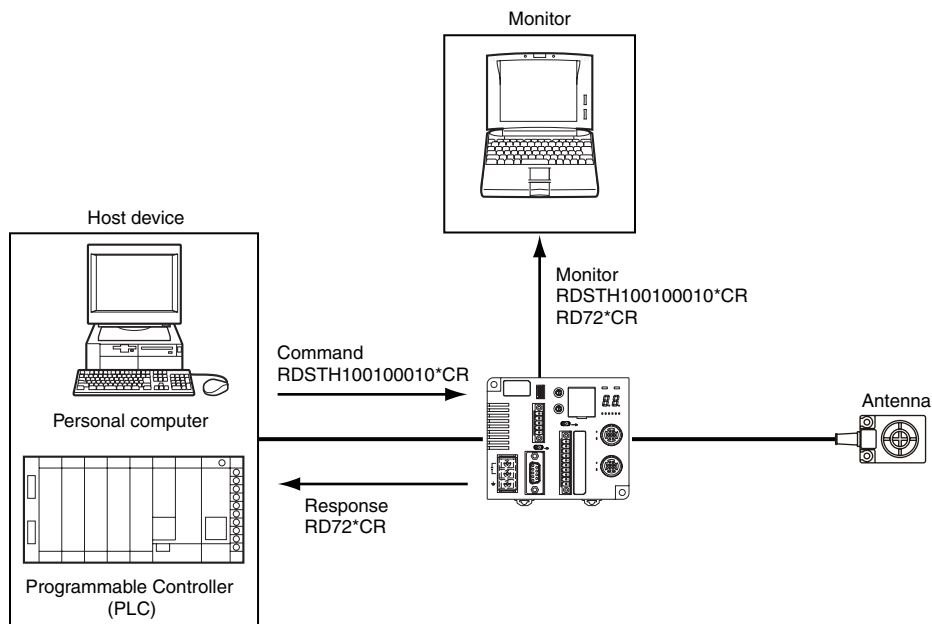 Monitor
Host device
Monitor
RDSTH100100010*CR
RD72*CR
Command
RDSTH100100010*CR
Personal computer
Antenna
Response
RD72*CR
Programmable Controller
(PLC)